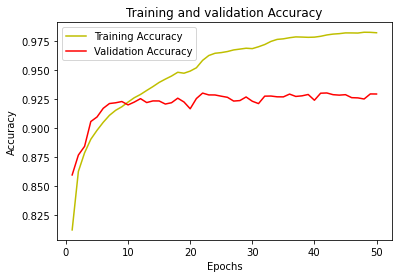 Training and validation Accuracy
Training Accuracy
Validation Accuracy
0.975
0.950
0.925
0.900
0.875
0.850
0.825
Accuracy
0 10 20 30 40 50
Epochs